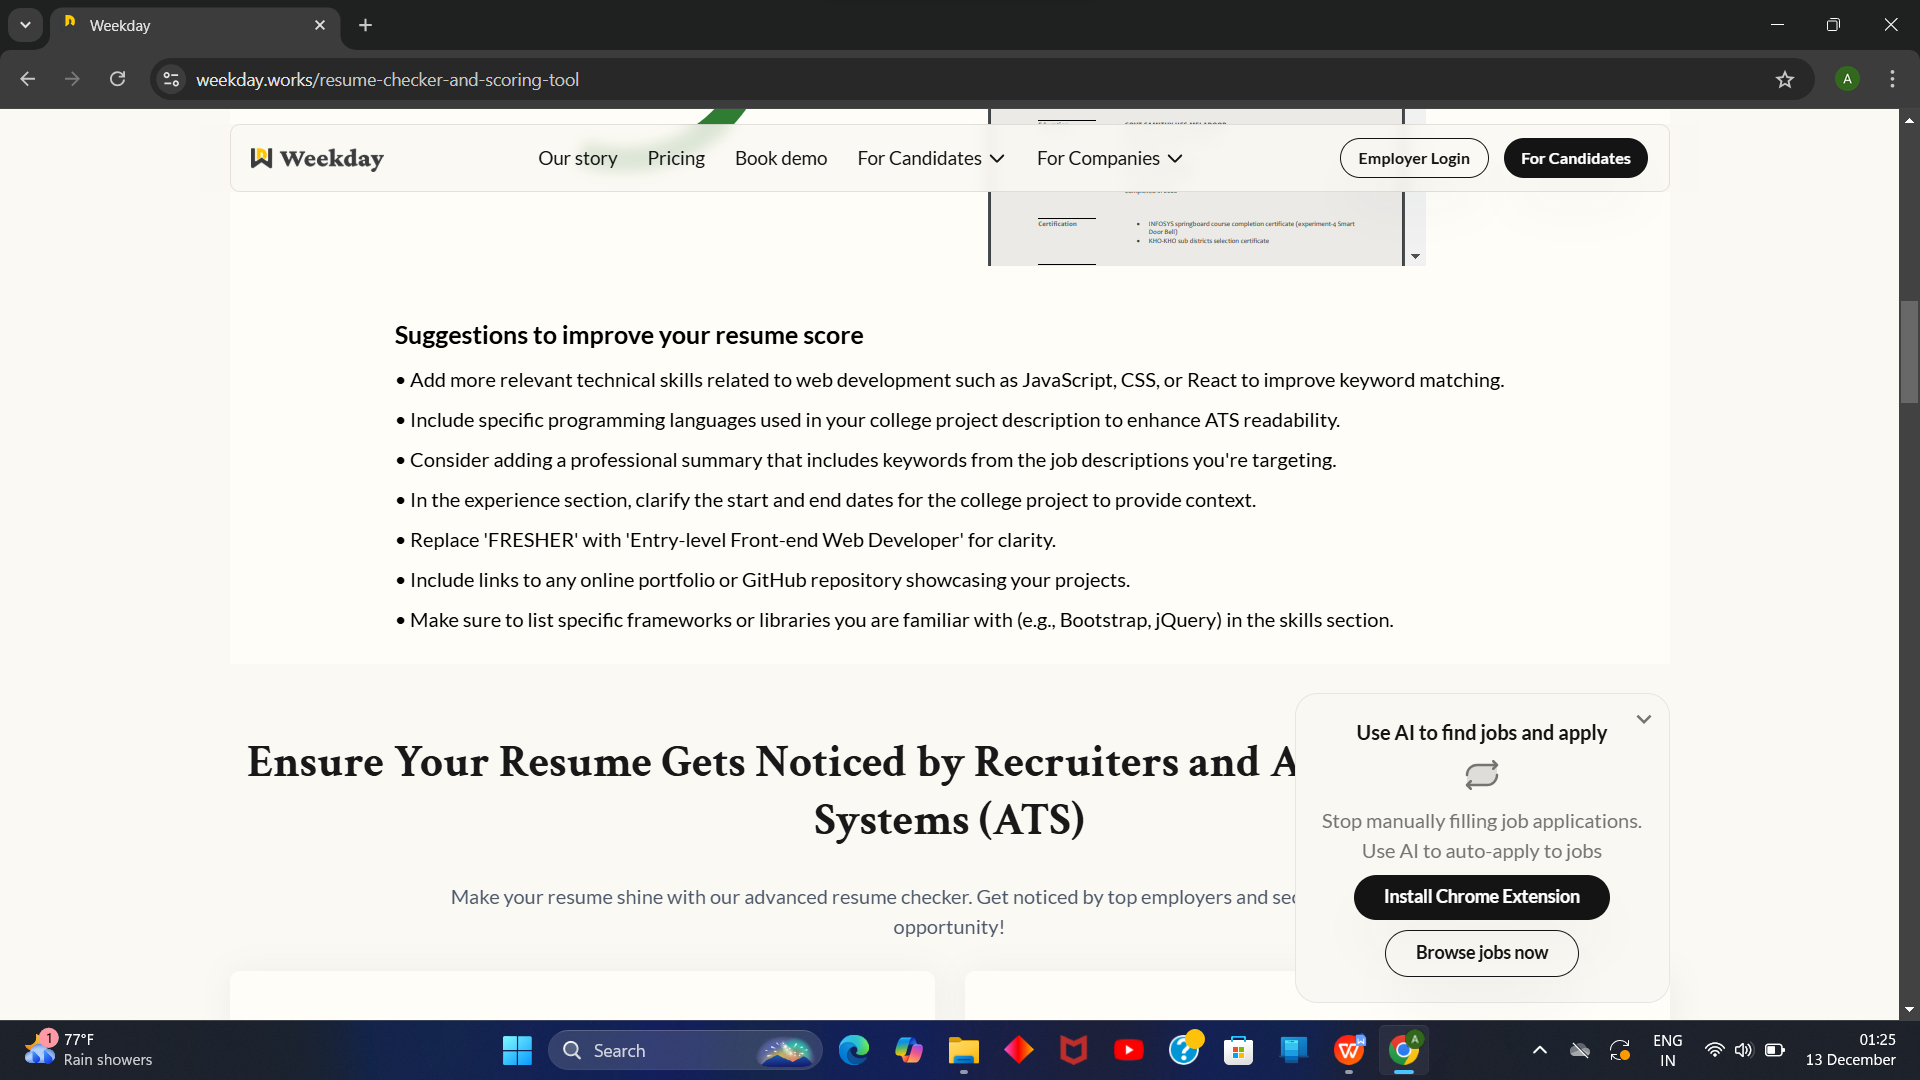 Weekday
weekday.works/resume-checker-and-scoring-tool
A
Weekday
Our story
Pricing
Book demo
For Candidates
For Companies
Employer Login
For Candidates
Certification
• INFOSYS springboard course completion certificate (experiment-4 Smart
Door Bell)
• KHO-KHO sub districts selection certificate
Suggestions to improve your resume score
• Add more relevant technical skills related to web development such as JavaScript, CSS, or React to improve keyword matching.
• Include specific programming languages used in your college project description to enhance ATS readability.
• Consider adding a professional summary that includes keywords from the job descriptions you're targeting.
• In the experience section, clarify the start and end dates for the college project to provide context.
• Replace 'FRESHER' with 'Entry-level Front-end Web Developer' for clarity.
• Include links to any online portfolio or GitHub repository showcasing your projects.
• Make sure to list specific frameworks or libraries you are familiar with (e.g., Bootstrap, jQuery) in the skills section.
Ensure Your Resume Gets Noticed by Recruiters and A
Systems (ATS)
Make your resume shine with our advanced resume checker. Get noticed by top employers and sec
opportunity!
Use AI to find jobs and apply
Stop manually filling job applications.
Use AI to auto-apply to jobs
Install Chrome Extension
Browse jobs now
1
77°F
Rain showers
Search
A
ENG
IN
01:25
13 December